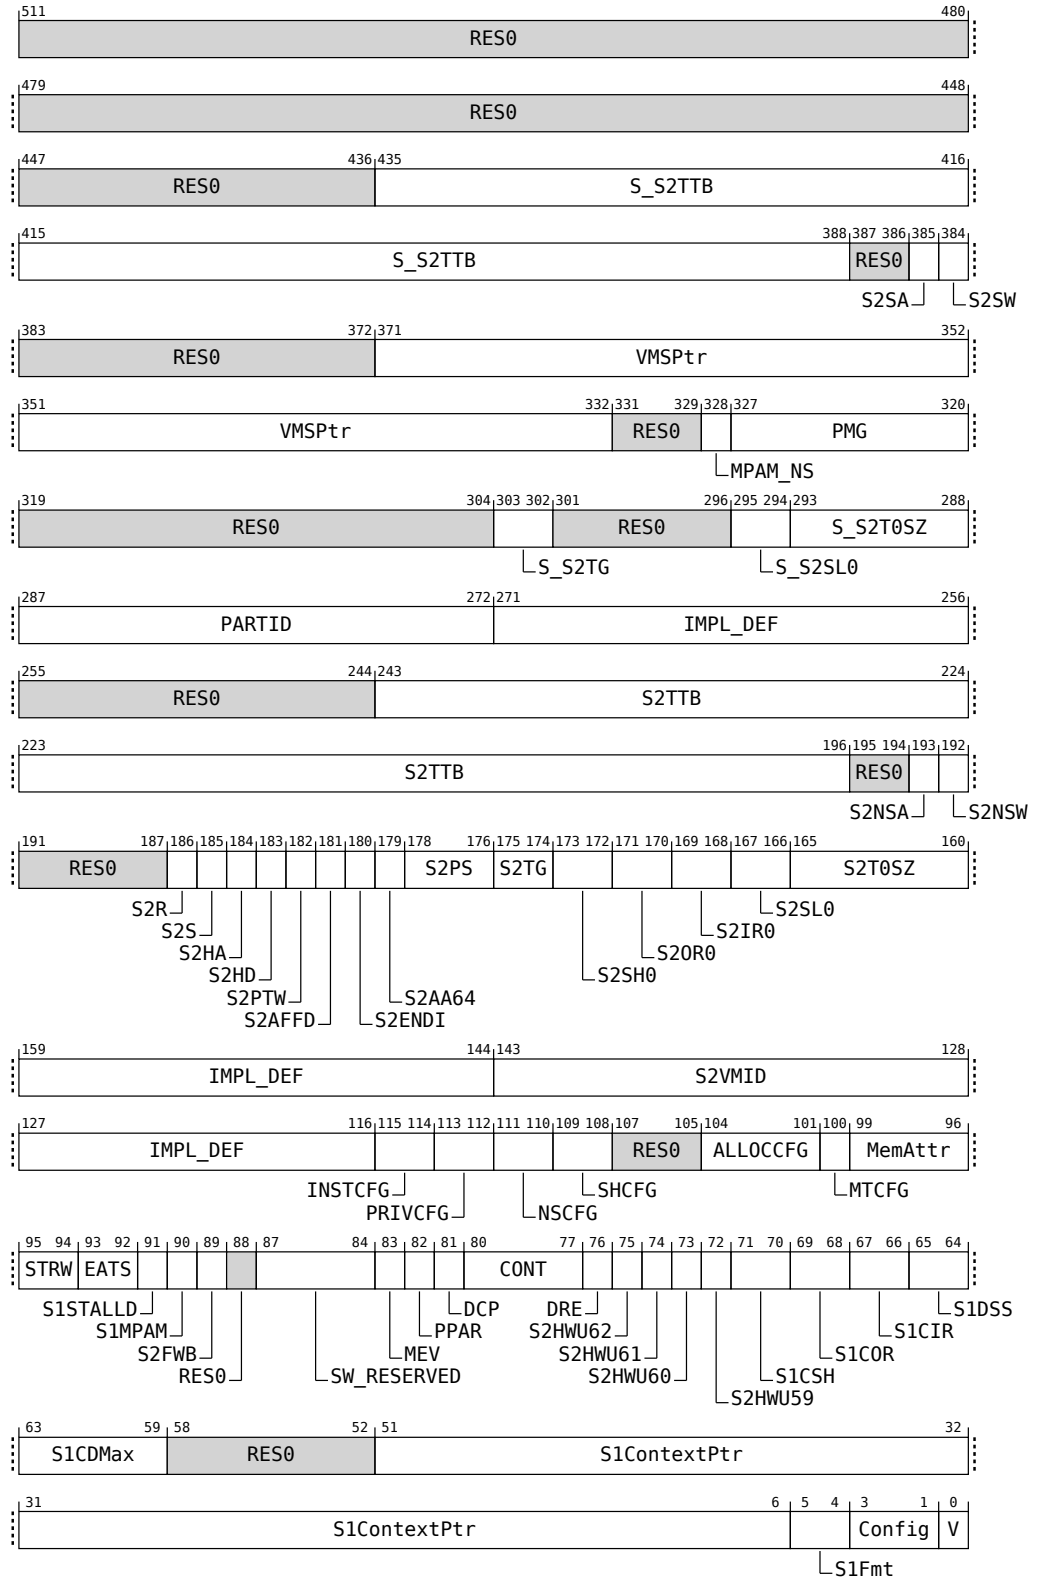 511 480
RES0
479 448
RES0
447 436 435 416
RES0 S_S2TTB
415 388 387 386 385 384
S_S2TTB RES0
S2SA S2SW
383 372 371 352
RES0 VMSPtr
351 332 331 329 328 327 320
VMSPtr RES0 PMG
MPAM_NS
319 304 303 302 301 296 295 294 293 288
RES0 RES0 S_S2T0SZ
S_S2TG S_S2SL0
287 272 271 256
PARTID IMPL_DEF
255 244 243 224
RES0 S2TTB
223 196 195 194 193 192
S2TTB RES0
S2NSA S2NSW
191 187 186 185 184 183 182 181 180 179 178 176 175 174 173 172 171 170 169 168 167 166 165 160
RES0 S2PS S2TG S2T0SZ
S2R S2SL0
S2S S2IR0
S2HA S2OR0
S2HD S2SH0
S2PTW S2AA64
S2AFFD S2ENDI
159 144 143 128
IMPL_DEF S2VMID
127 116 115 114 113 112 111 110 109 108 107 105 104 101 100 99 96
IMPL_DEF RES0 ALLOCCFG MemAttr
INSTCFG SHCFG MTCFG
PRIVCFG NSCFG
95 94 93 92 91 90 89 88 87 84 83 82 81 80 77 76 75 74 73 72 71 70 69 68 67 66 65 64
STRW EATS CONT
S1STALLD DCP DRE S1DSS
S1MPAM PPAR S2HWU62 S1CIR
S2FWB MEV S2HWU61 S1COR
RES0 SW_RESERVED S2HWU60 S1CSH
S2HWU59
63 59 58 52 51 32
S1CDMax RES0 S1ContextPtr
31 6 5 4 3 1 0
S1ContextPtr Config V
S1Fmt